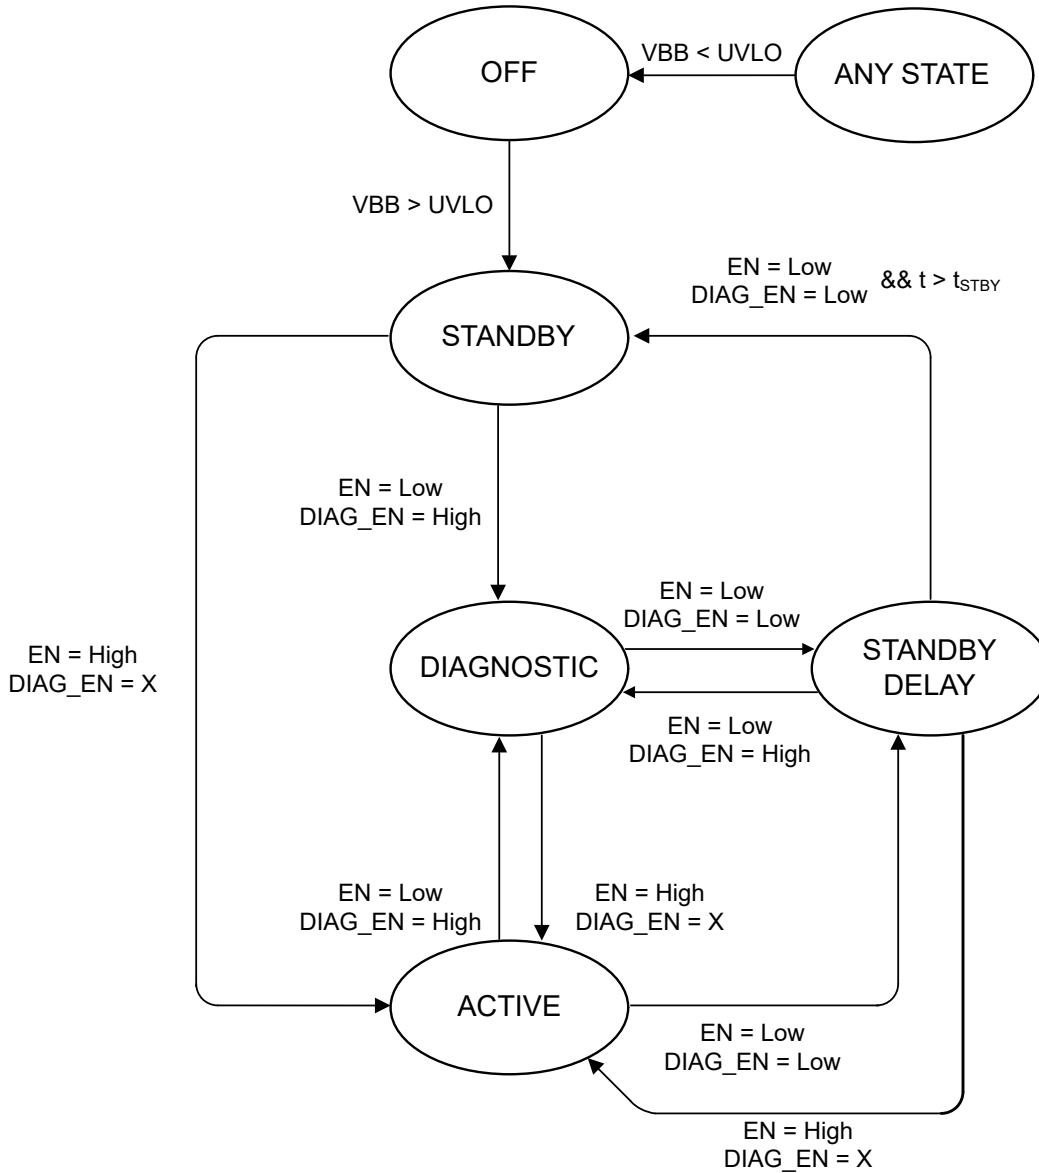 OFF
VBB < UVLO
ANY STATE
VBB > UVLO
EN = Low
DIAG_EN = Low
&& t > tSTBY
STANDBY
EN = Low
DIAG_EN = High
EN = Low
DIAG_EN = Low
EN = High
DIAG_EN = X
DIAGNOSTIC
STANDBY
DELAY
EN = Low
DIAG_EN = High
EN = Low
DIAG_EN = High
EN = High
DIAG_EN = X
ACTIVE
EN = Low
DIAG_EN = Low
EN = High
DIAG_EN = X